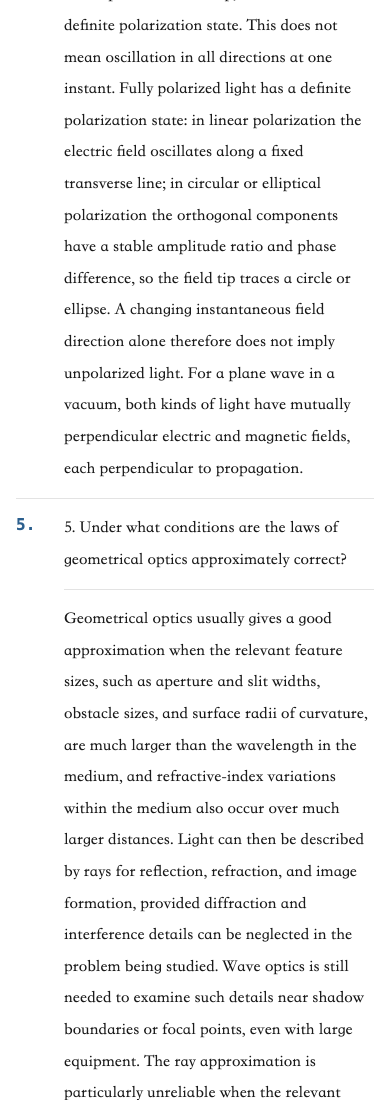 definite polarization state. This does not
mean oscillation in all directions at one
instant. Fully polarized light has a definite
polarization state: in linear polarization the
electric field oscillates along a fixed
transverse line; in circular or elliptical
polarization the orthogonal components
have a stable amplitude ratio and phase
difference, so the field tip traces a circle or
ellipse. A changing instantaneous field
direction alone therefore does not imply
unpolarized light. For a plane wave in a
vacuum, both kinds of light have mutually
perpendicular electric and magnetic fields,
each perpendicular to propagation.
5. 5. Under what conditions are the laws of
geometrical optics approximately correct?
Geometrical optics usually gives a good
approximation when the relevant feature
sizes, such as aperture and slit widths,
obstacle sizes, and surface radii of curvature,
are much larger than the wavelength in the
medium, and refractive-index variations
within the medium also occur over much
larger distances. Light can then be described
by rays for reflection, refraction, and image
formation, provided diffraction and
interference details can be neglected in the
problem being studied. Wave optics is still
needed to examine such details near shadow
boundaries or focal points, even with large
equipment. The ray approximation is
particularly unreliable when the relevant